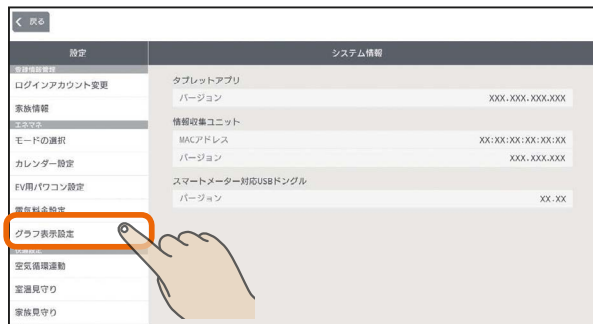 戻る
設定
システム情報
登録情報管理
ログインアカウント変更
家族情報
エネマネ
モードの選択
カレンダー設定
EV用パワコン設定
電気料金設定
グラフ表示設定
空気循環連動
室温見守り
家族見守り
タブレットアプリ
バージョン XXX.XXX.XXX.XXX
情報収集ユニット
MACアドレス XX:XX:XX:XX:XX:XX
バージョン XXX.XXX.XXX
スマートメーター対応USBドングル
バージョン XX.XX